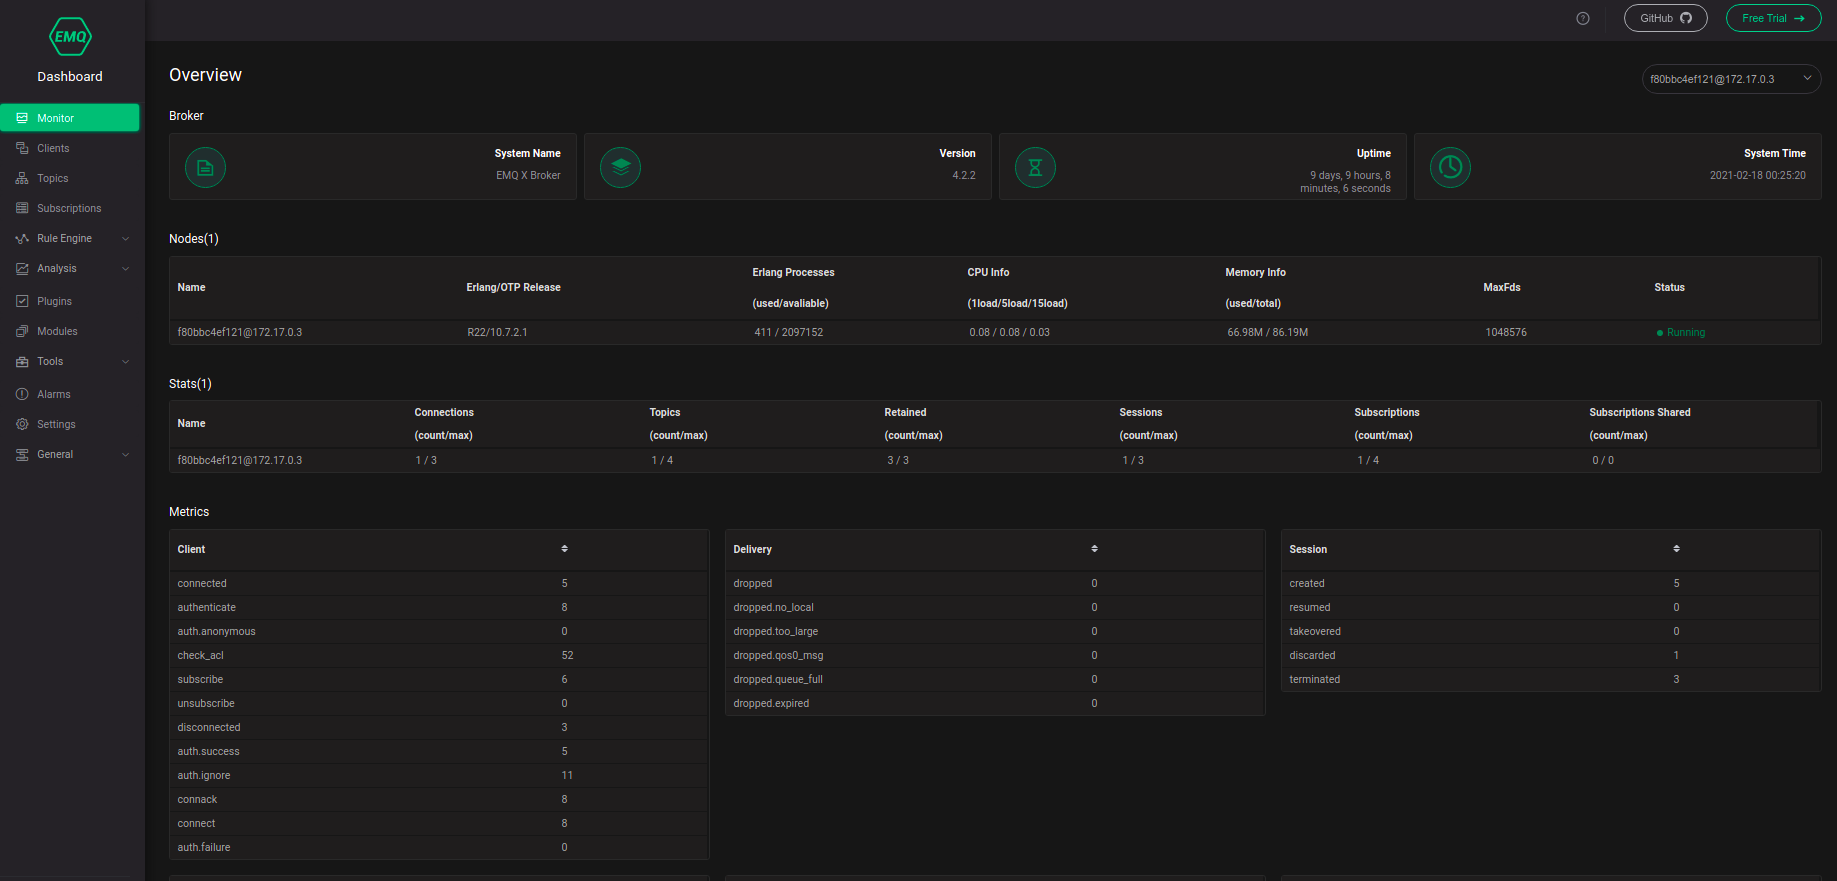 EMQ
Dashboard
Monitor
Clients
Topics
Subscriptions
Rule Engine
Analysis
Plugins
Modules
Tools
Alarms
Settings
General
? GitHub Free Trial →
Overview
f80bbc4ef121@172.17.0.3
Broker
System Name
EMQ X Broker
Version
4.2.2
Uptime
9 days, 9 hours, 8
minutes, 6 seconds
System Time
2021-02-18 00:25:20
Nodes(1)
Name Erlang/OTP Release Erlang Processes (used/avaliable) CPU Info (1load/5load/15load) Memory Info (used/total) MaxFds Status
f80bbc4ef121@172.17.0.3 R22/10.7.2.1 411 / 2097152 0.08 / 0.08 / 0.03 66.98M / 86.19M 1048576 Running
Stats(1)
Name Connections (count/max) Topics (count/max) Retained (count/max) Sessions (count/max) Subscriptions (count/max) Subscriptions Shared (count/max)
f80bbc4ef121@172.17.0.3 1 / 3 1 / 4 3 / 3 1 / 3 1 / 4 0 / 0
Metrics
Client
connected 5
authenticate 8
auth.anonymous 0
check_acl 52
subscribe 6
unsubscribe 0
disconnected 3
auth.success 5
auth.ignore 11
connack 8
connect 8
auth.failure 0
Delivery
dropped 0
dropped.no_local 0
dropped.too_large 0
dropped.qos0_msg 0
dropped.queue_full 0
dropped.expired 0
Session
created 5
resumed 0
takeovered 0
discarded 1
terminated 3